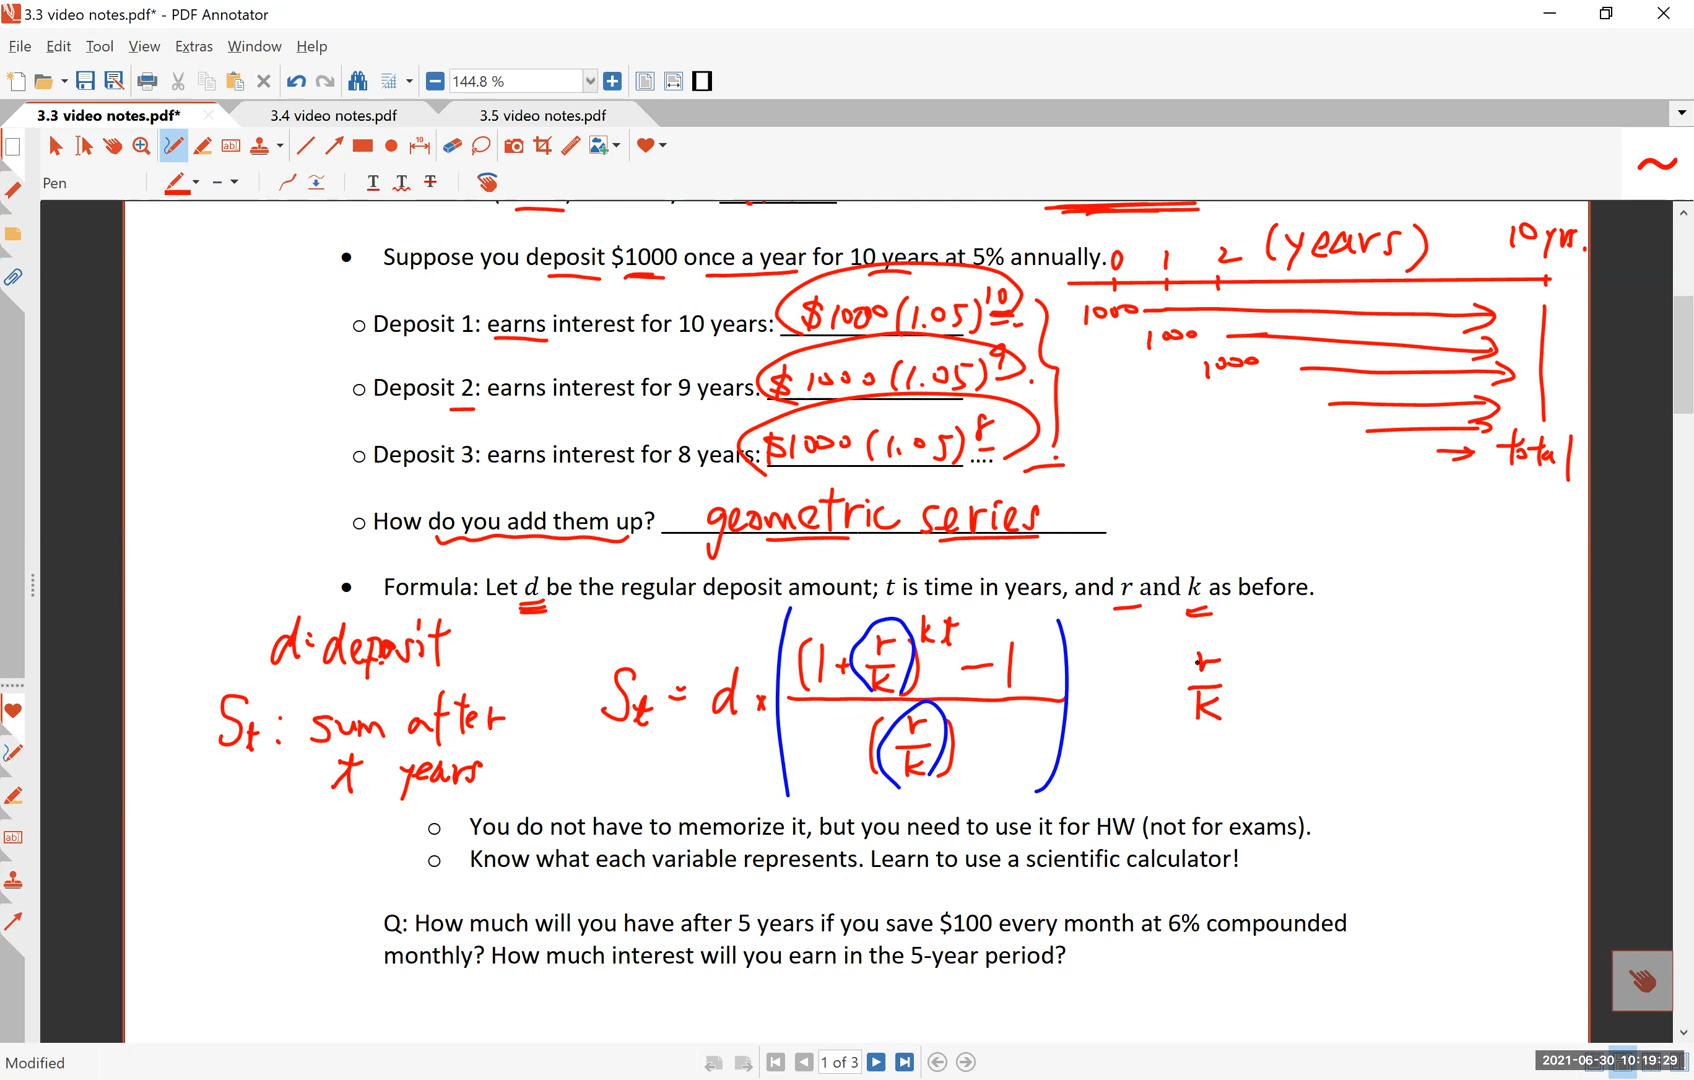 3.3 video notes.pdf* - PDF Annotator
File Edit Tool View Extras Window Help
144.8 %
3.3 video notes.pdf* 3.4 video notes.pdf 3.5 video notes.pdf
Pen
0 1 2 (years) 10 yrs.
• Suppose you deposit $1000 once a year for 10 years at 5% annually.
o Deposit 1: earns interest for 10 years: $1000(1.05)^10
1000
1000
o Deposit 2: earns interest for 9 years: $1000(1.05)^9
1000
o Deposit 3: earns interest for 8 years: $1000(1.05)^8 ....
total
o How do you add them up? geometric series
• Formula: Let d be the regular deposit amount; t is time in years, and r and k as before.
d: deposit
S_t: sum after
t years
S_t = d × (((1 + r/k)^kt − 1) / (r/k))
r/k
o You do not have to memorize it, but you need to use it for HW (not for exams).
o Know what each variable represents. Learn to use a scientific calculator!
Q: How much will you have after 5 years if you save $100 every month at 6% compounded
monthly? How much interest will you earn in the 5-year period?
Modified
1 of 3
2021-06-30 10:19:29